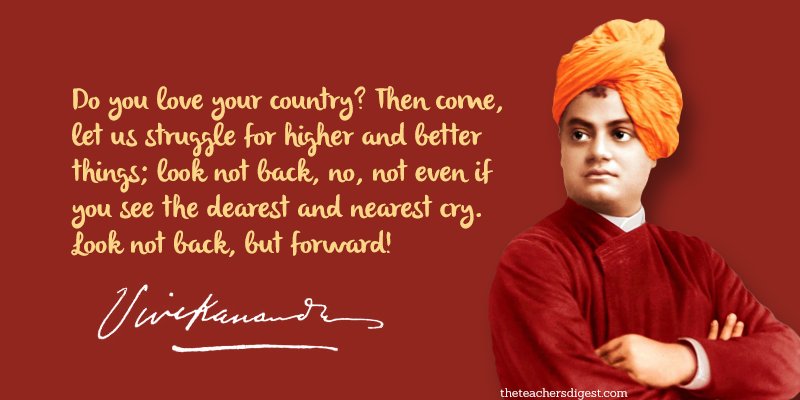 Do you love your country? Then come,
let us struggle for higher and better
things; look not back, no, not even if
you see the dearest and nearest cry.
Look not back, but forward!
Vivekananda
theteachersdigest.com